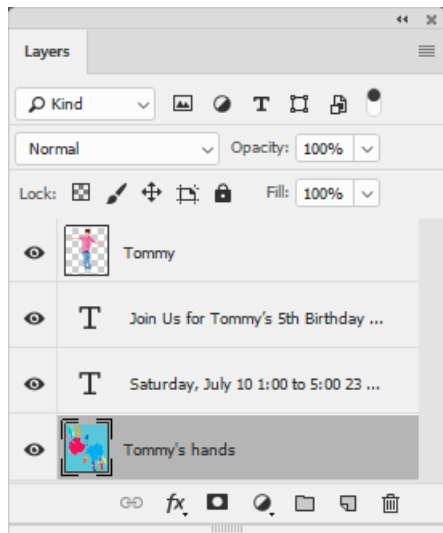 Layers
Kind
Normal Opacity: 100%
Lock: Fill: 100%
Tommy
T Join Us for Tommy's 5th Birthday ...
T Saturday, July 10 1:00 to 5:00 23 ...
Tommy's hands
fx